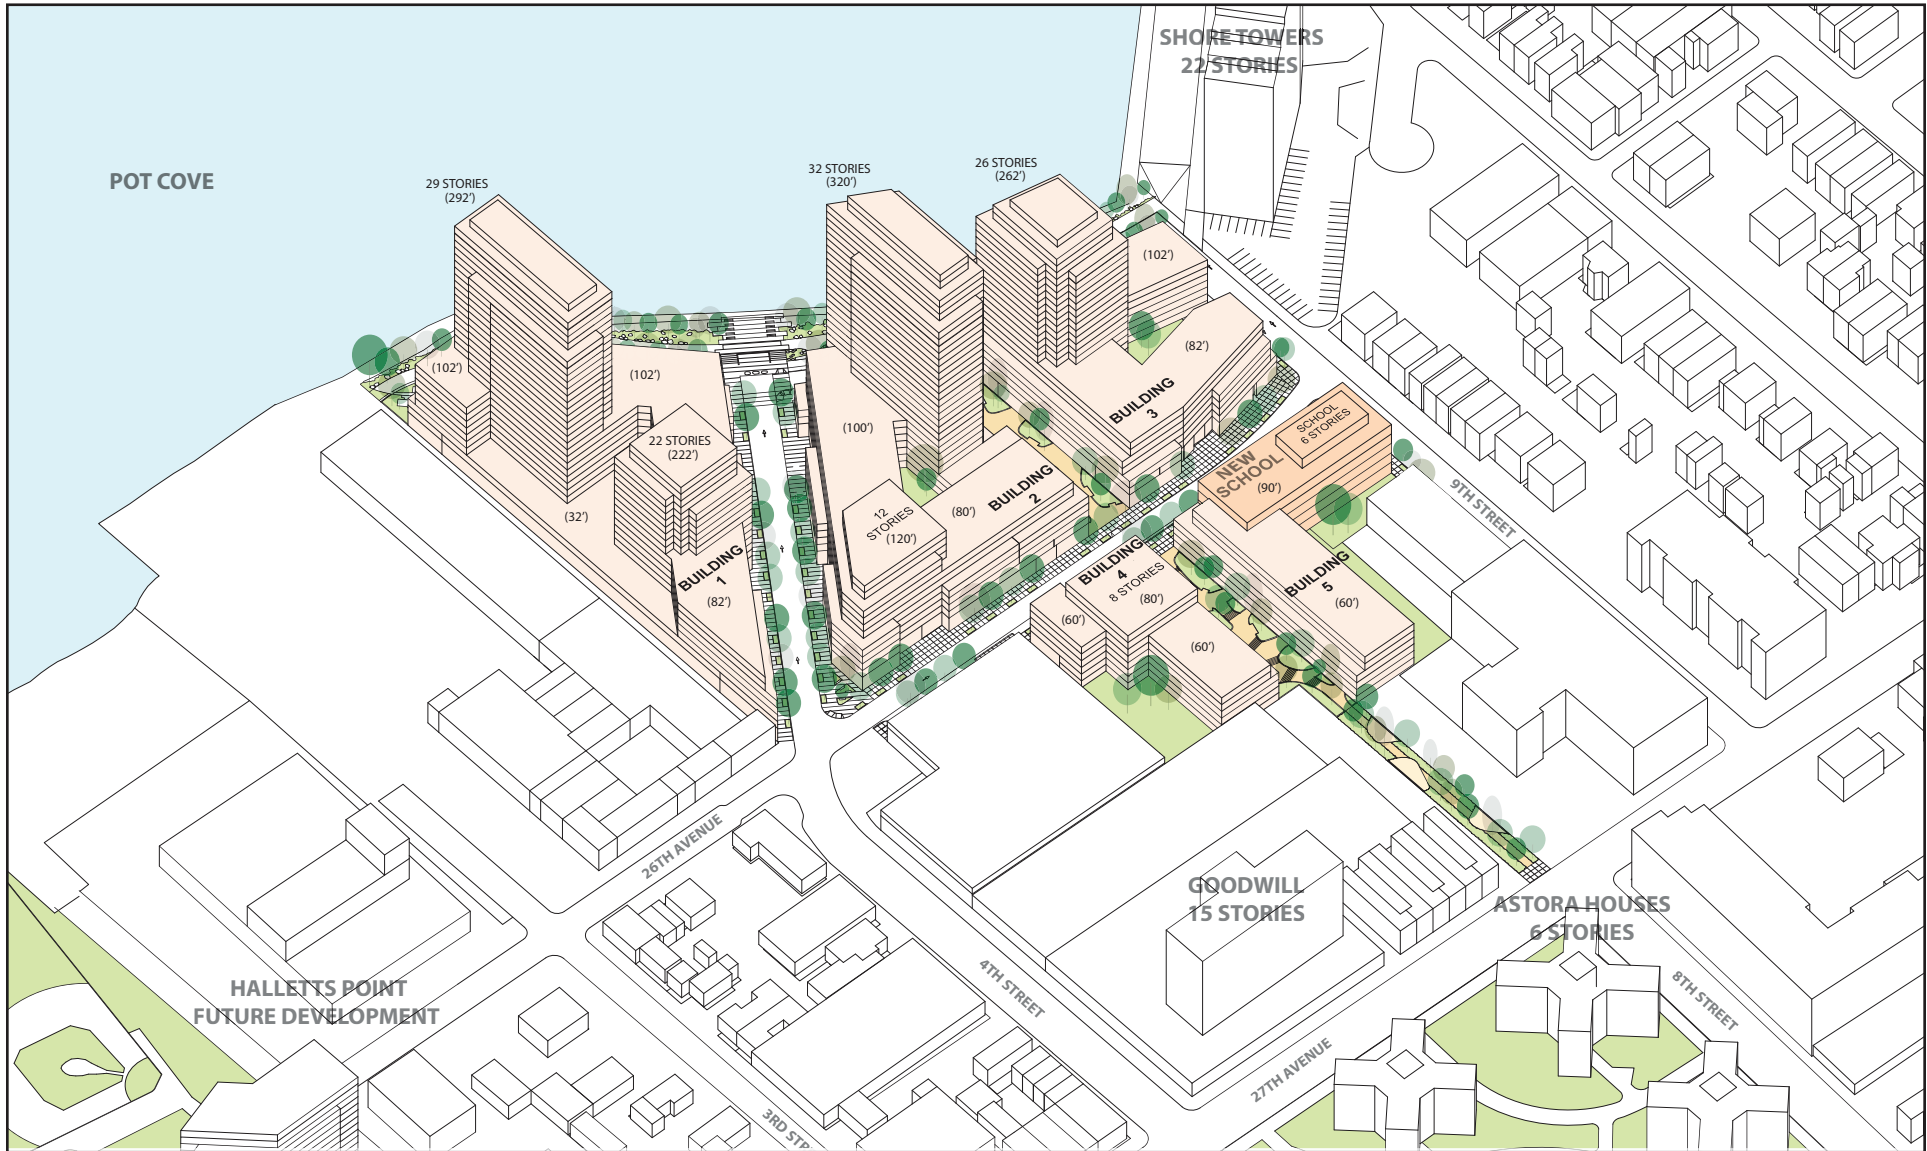 SHORE TOWERS
22 STORIES
POT COVE
29 STORIES
(292')
32 STORIES
(320')
26 STORIES
(262')
(102')
(102')
(102')
(82')
BUILDING
3
SCHOOL
6 STORIES
NEW
SCHOOL
(90')
9TH STREET
22 STORIES
(222')
(100')
(32')
12
STORIES
(120')
(80')
BUILDING
2
BUILDING
1
(82')
BUILDING
4
8 STORIES
(80')
(60')
(60')
BUILDING
5
(60')
26TH AVENUE
GOODWILL
15 STORIES
ASTORA HOUSES
6 STORIES
HALLETTS POINT
FUTURE DEVELOPMENT
4TH STREET
8TH STREET
27TH AVENUE
3RD STR